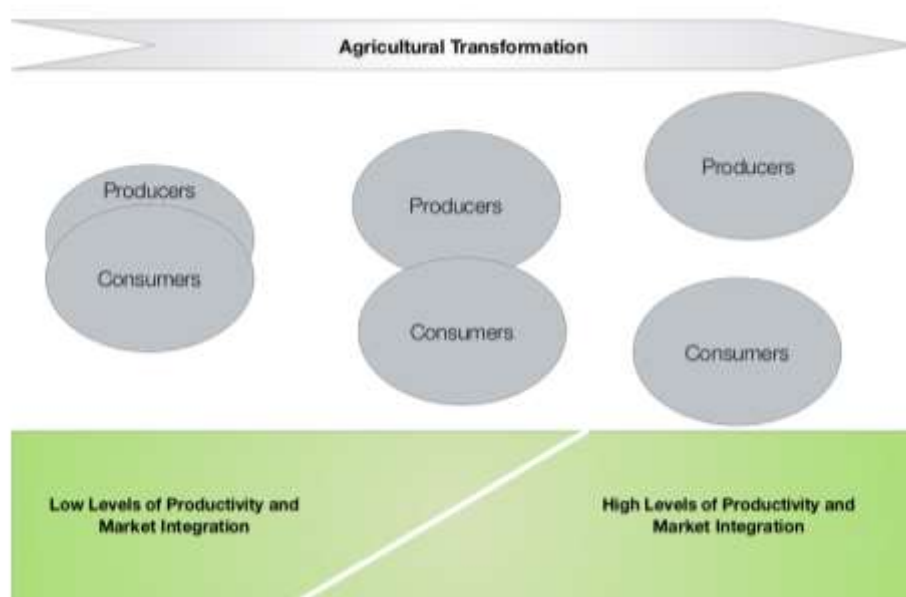 Agricultural Transformation
Producers
Consumers
Producers
Consumers
Producers
Consumers
Low Levels of Productivity and
Market Integration
High Levels of Productivity and
Market Integration